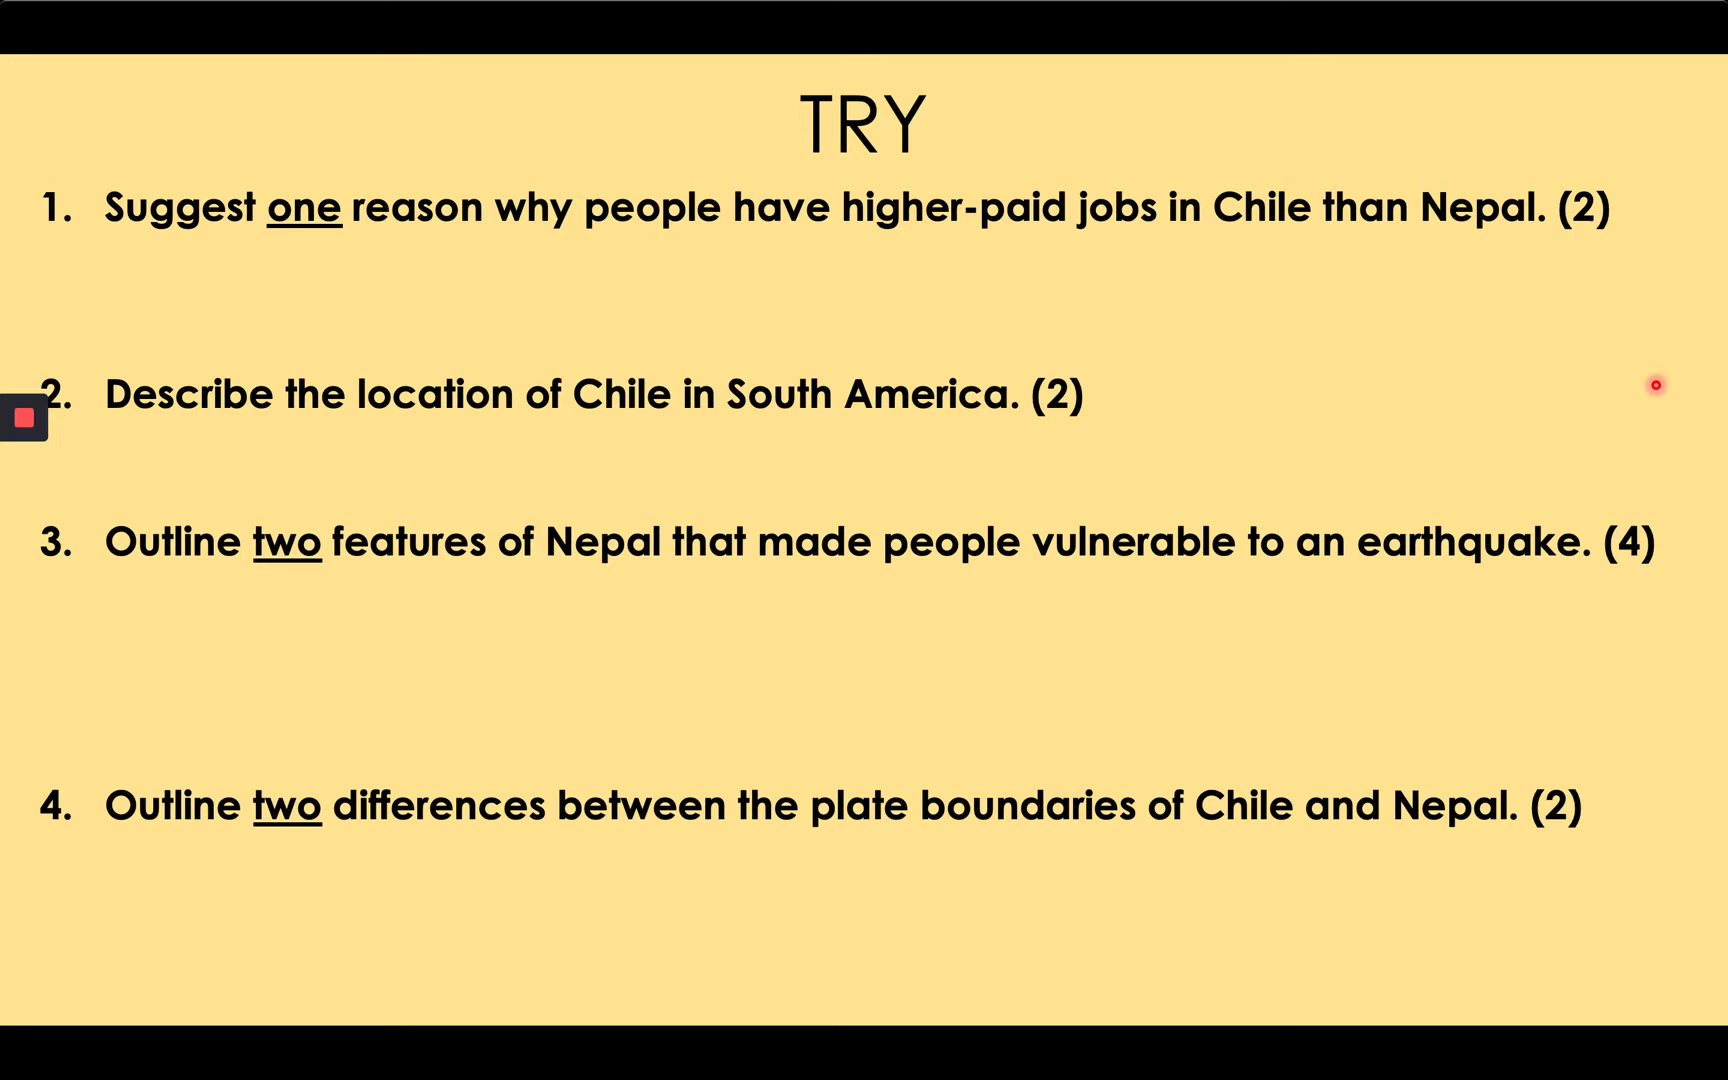 TRY
1. Suggest one reason why people have higher-paid jobs in Chile than Nepal. (2)
2. Describe the location of Chile in South America. (2)
3. Outline two features of Nepal that made people vulnerable to an earthquake. (4)
4. Outline two differences between the plate boundaries of Chile and Nepal. (2)